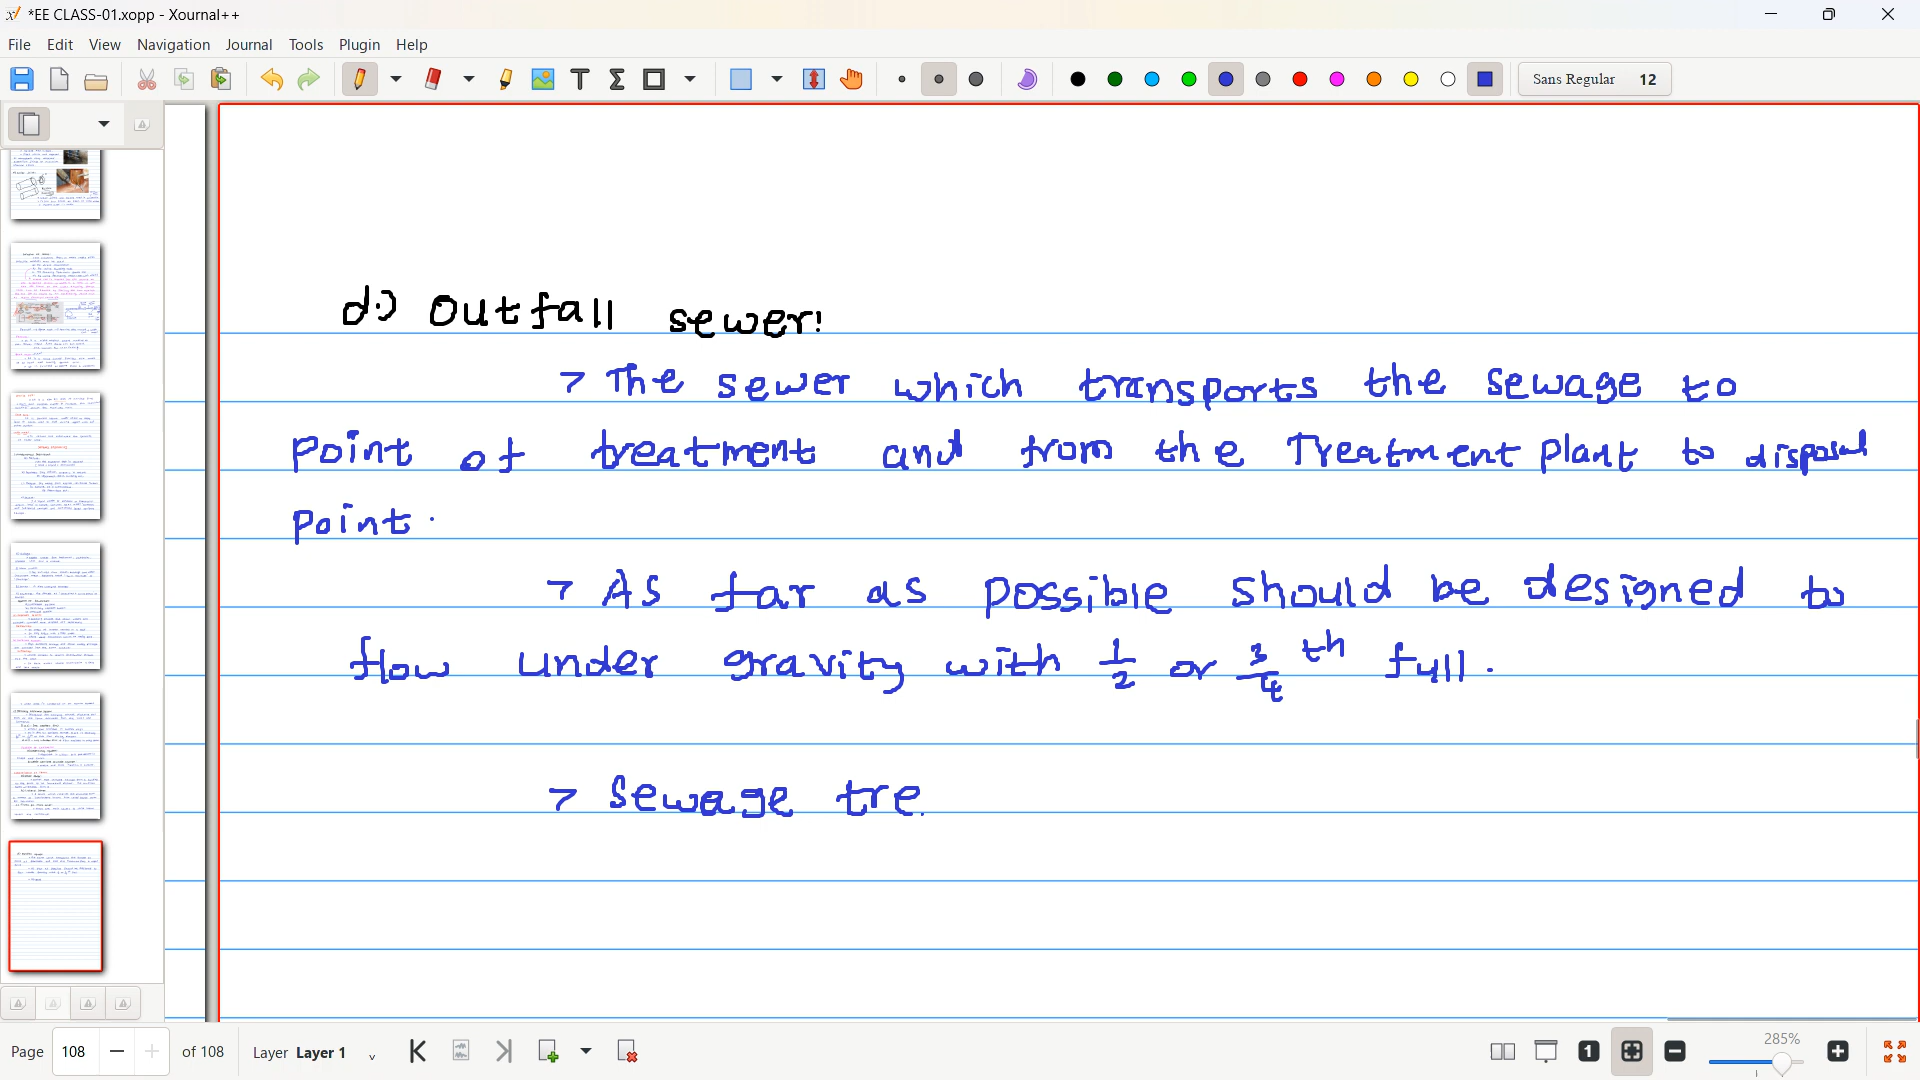 *EE CLASS-01.xopp - Xournal++
File Edit View Navigation Journal Tools Plugin Help
Sans Regular 12
d.) Outfall sewer:
> The sewer which transports the sewage to
point of treatment and from the Treatment plant to disposal
point.
> As far as possible should be designed to
flow under gravity with 1/2 or 3/4 th full.
> Sewage tre.
Page 108 of 108 Layer Layer 1 1 285%